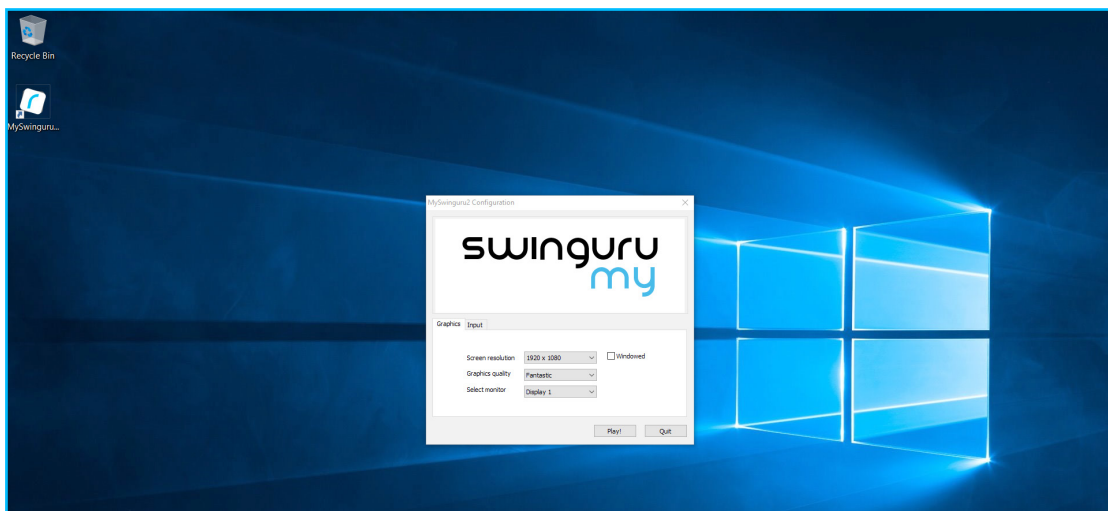 Recycle Bin
MySwinguru...
MySwinguru2 Configuration
swinguru
my
Graphics Input
Screen resolution 1920 x 1080 Windowed
Graphics quality Fantastic
Select monitor Display 1
Play! Quit